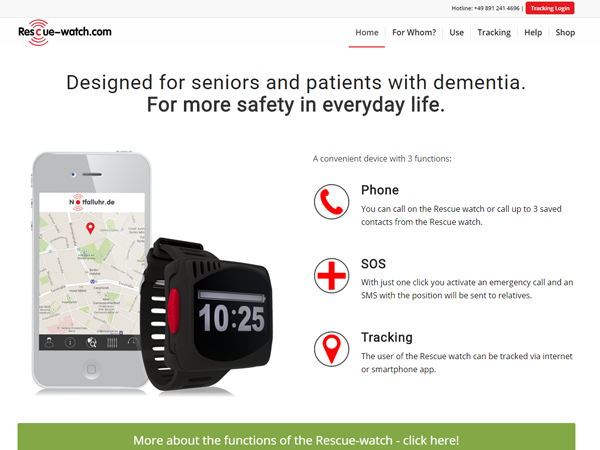 Hotline: +49 891 241 4696 | Tracking Login
Rescue-watch.com
Home For Whom? Use Tracking Help Shop
Designed for seniors and patients with dementia.
For more safety in everyday life.
A convenient device with 3 functions:
Notfalluhr.de
Phone
You can call on the Rescue watch or call up to 3 saved
contacts from the Rescue watch.
SOS
With just one click you activate an emergency call and an
SMS with the position will be sent to relatives.
10:25
Tracking
The user of the Rescue watch can be tracked via internet
or smartphone app.
More about the functions of the Rescue-watch - click here!